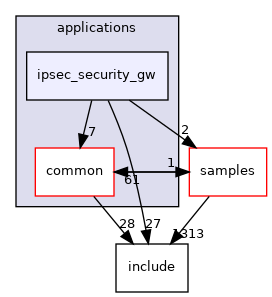 applications
ipsec_security_gw
7
2
common
1
61
samples
28
27
1313
include